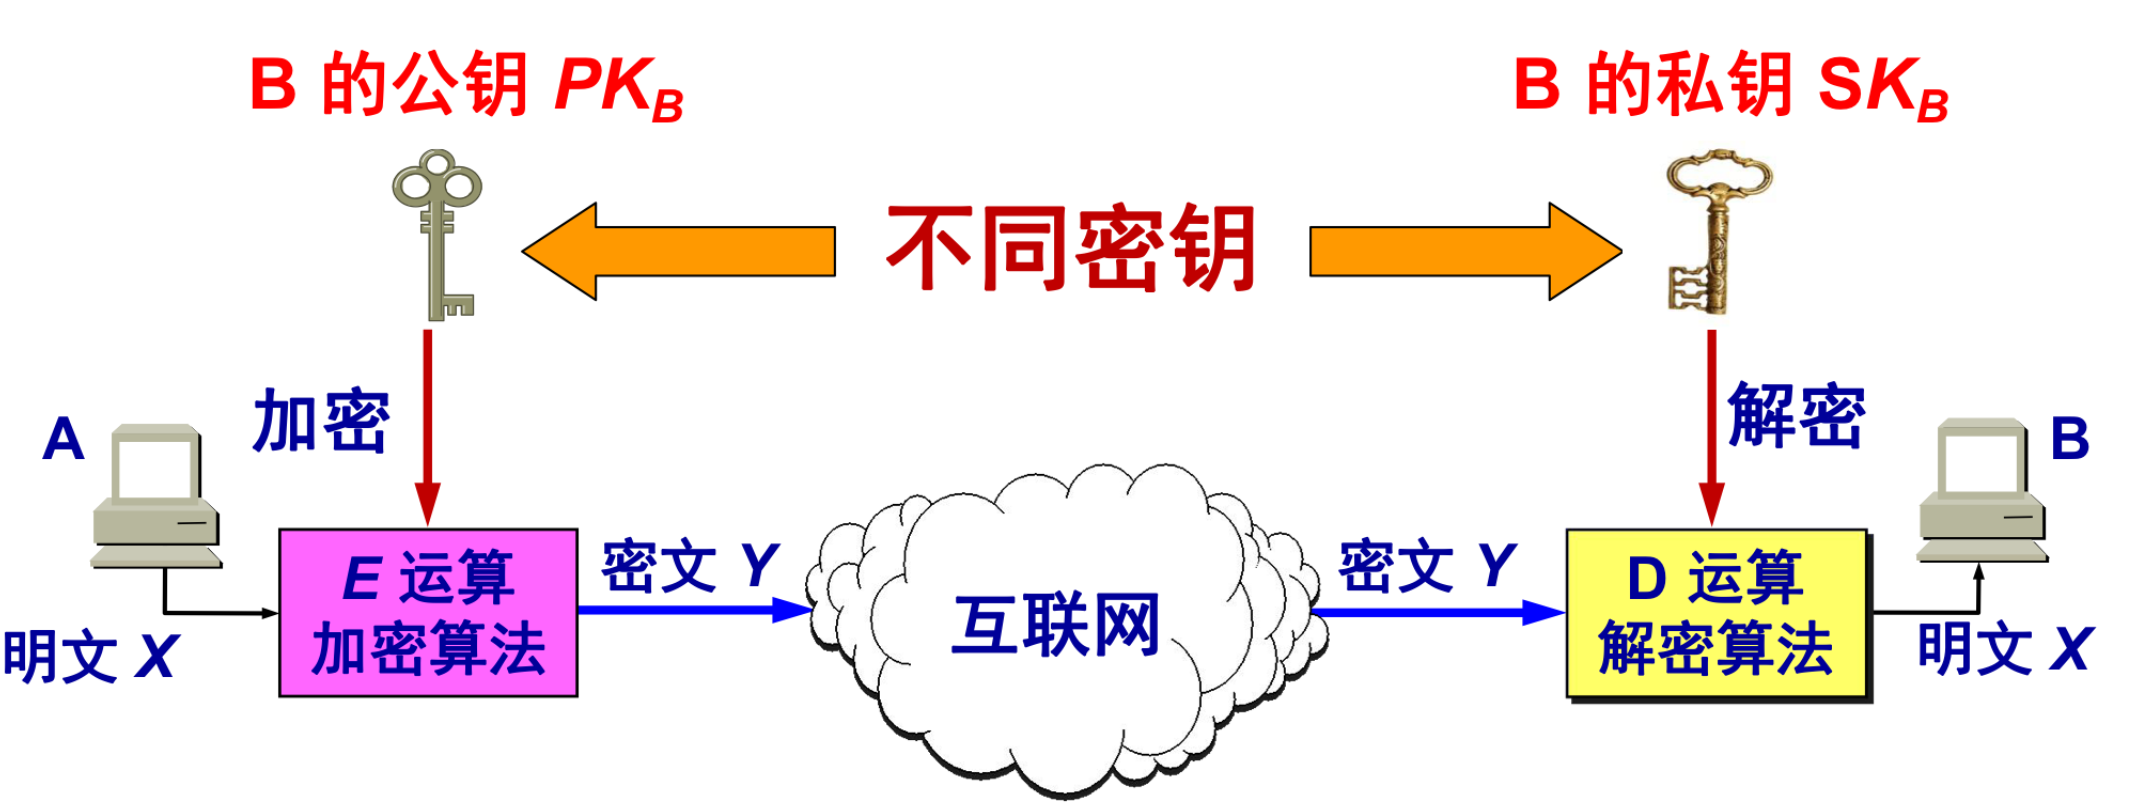 B 的公钥 PKB
B 的私钥 SKB
不同密钥
加密
解密
A
B
E 运算
加密算法
密文 Y
互联网
密文 Y
D 运算
解密算法
明文 X
明文 X